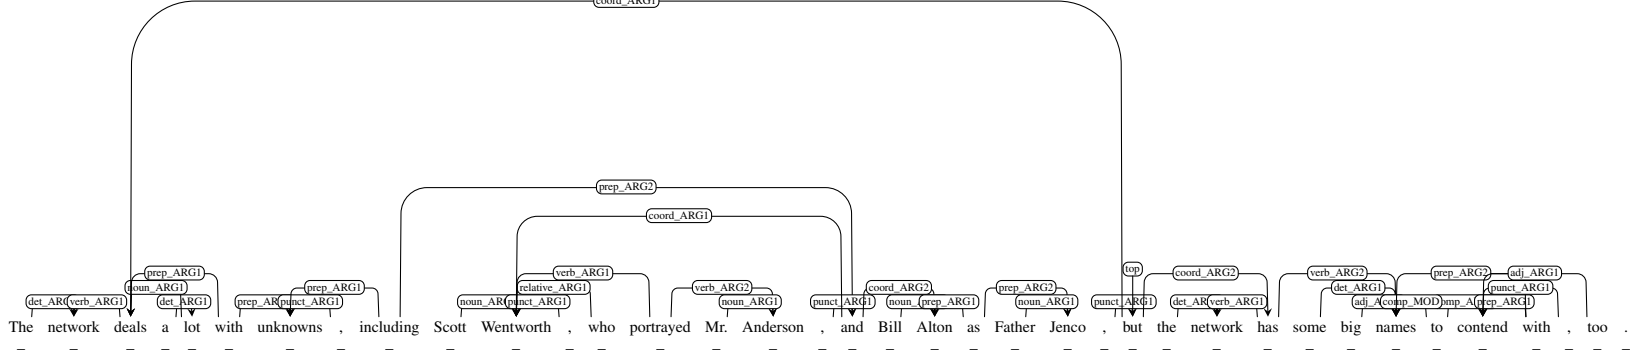 coord_ARG1
prep_ARG2
coord_ARG1
top
prep_ARG1 verb_ARG1 coord_ARG2 verb_ARG2 prep_ARG2 adj_ARG1
noun_ARG1 prep_ARG1 relative_ARG1 verb_ARG2 coord_ARG2 prep_ARG2 det_ARG1 punct_ARG1
verb_ARG1 det_ARG1 punct_ARG1 punct_ARG1 noun_ARG1 punct_ARG1 prep_ARG1 noun_ARG1 punct_ARG1 verb_ARG1 comp_MOD prep_ARG1
The network deals a lot with unknowns , including Scott Wentworth , who portrayed Mr. Anderson , and Bill Alton as Father Jenco , but the network has some big names to contend with , too .
_ _ _ _ _ _ _ _ _ _ _ _ _ _ _ _ _ _ _ _ _ _ _ _ _ _ _ _ _ _ _ _ _ _ _ _ _